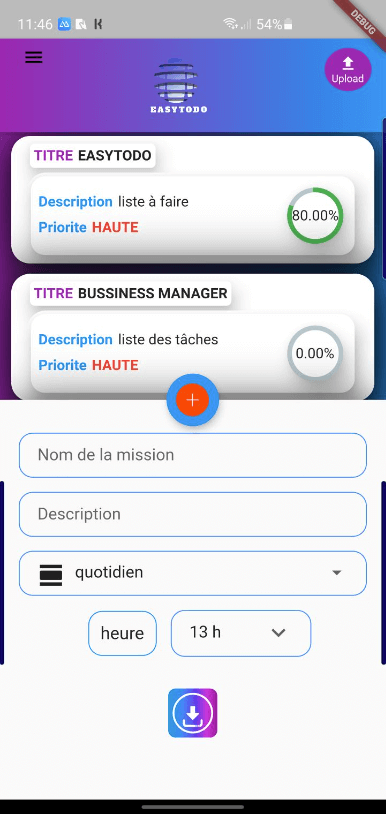 11:46 54%
DEBUG
Upload
EASYTODO
TITRE EASYTODO
Description liste à faire
Priorite HAUTE
80.00%
TITRE BUSSINESS MANAGER
Description liste des tâches
Priorite HAUTE
0.00%
Nom de la mission
Description
quotidien
heure 13 h